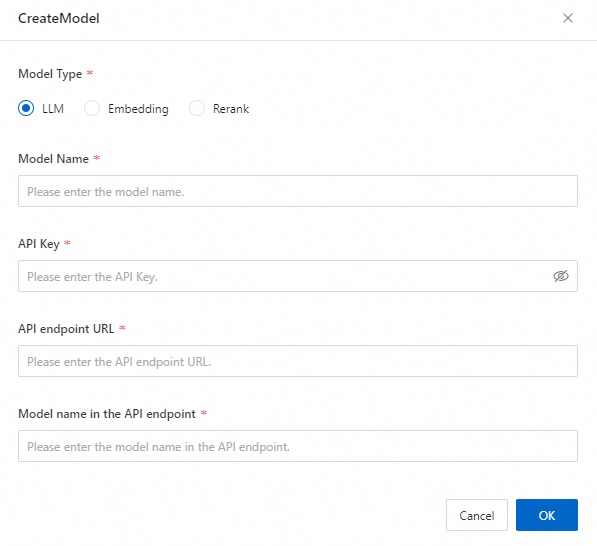 CreateModel
Model Type *
LLM Embedding Rerank
Model Name *
Please enter the model name.
API Key *
Please enter the API Key.
API endpoint URL *
Please enter the API endpoint URL.
Model name in the API endpoint *
Please enter the model name in the API endpoint.
Cancel OK